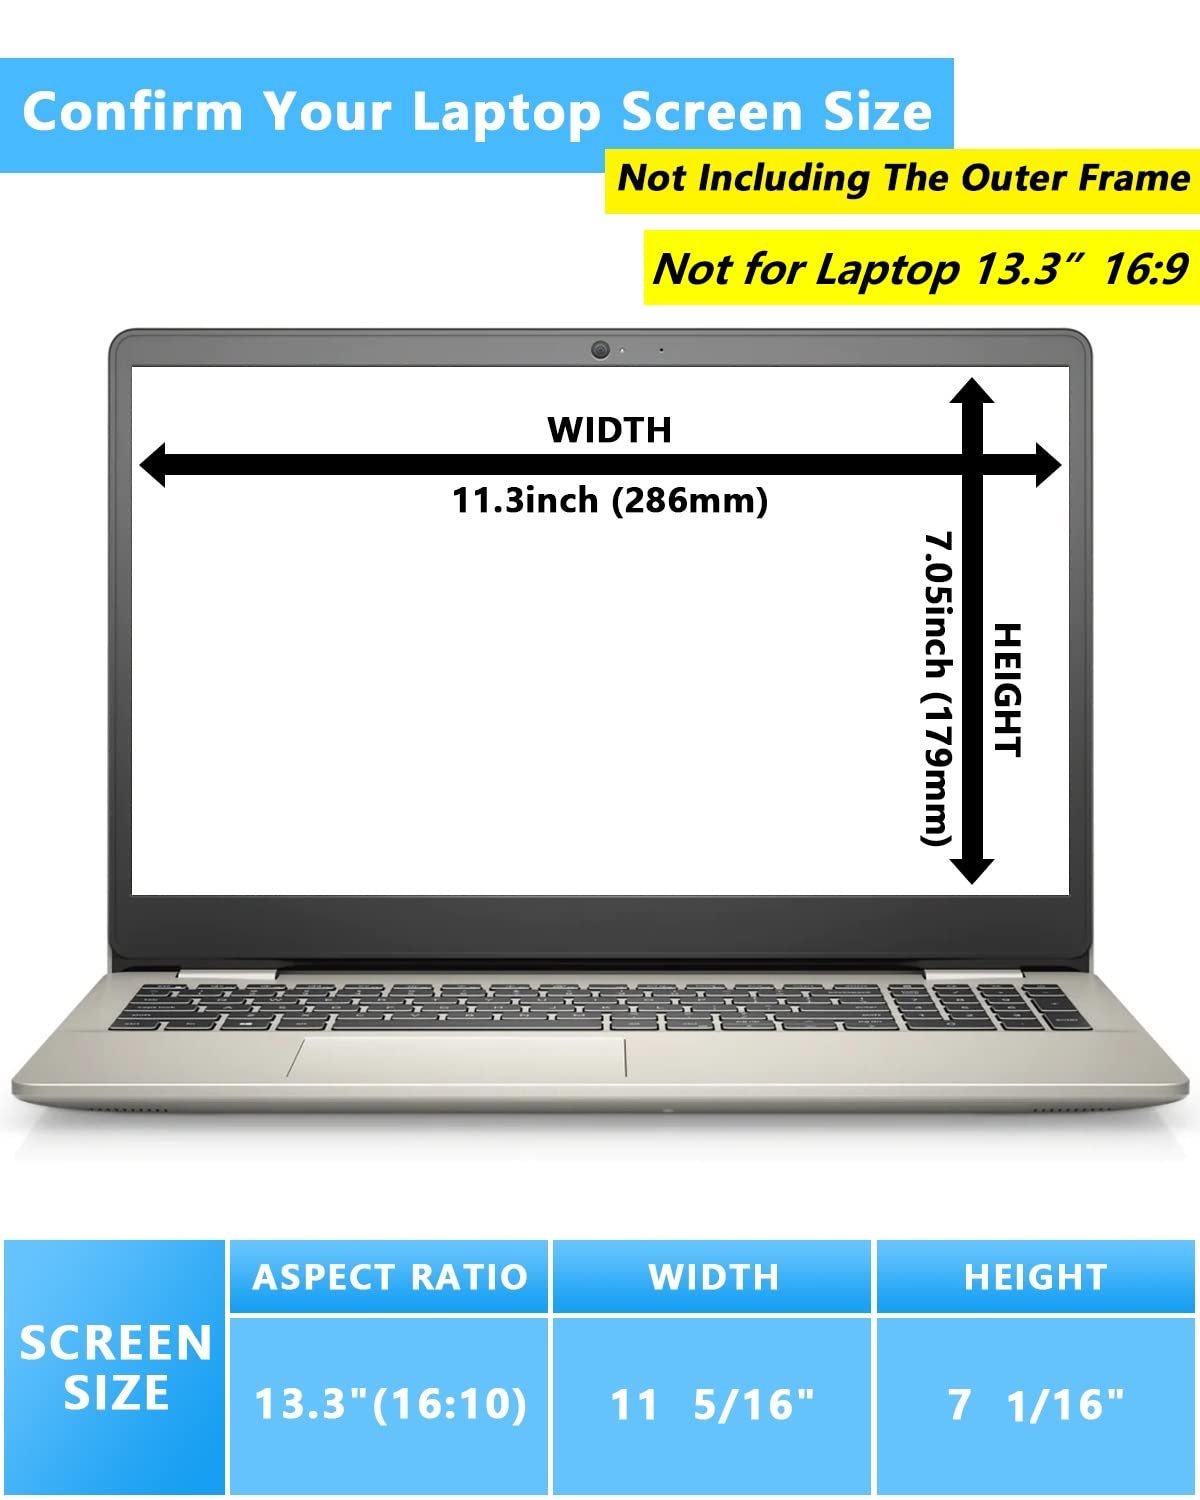 Confirm Your Laptop Screen Size
Not Including The Outer Frame
Not for Laptop 13.3” 16:9
WIDTH
11.3inch (286mm)
7.05inch (179mm)
HEIGHT
SCREEN
SIZE
ASPECT RATIO
WIDTH
HEIGHT
13.3"(16:10)
11 5/16"
7 1/16"